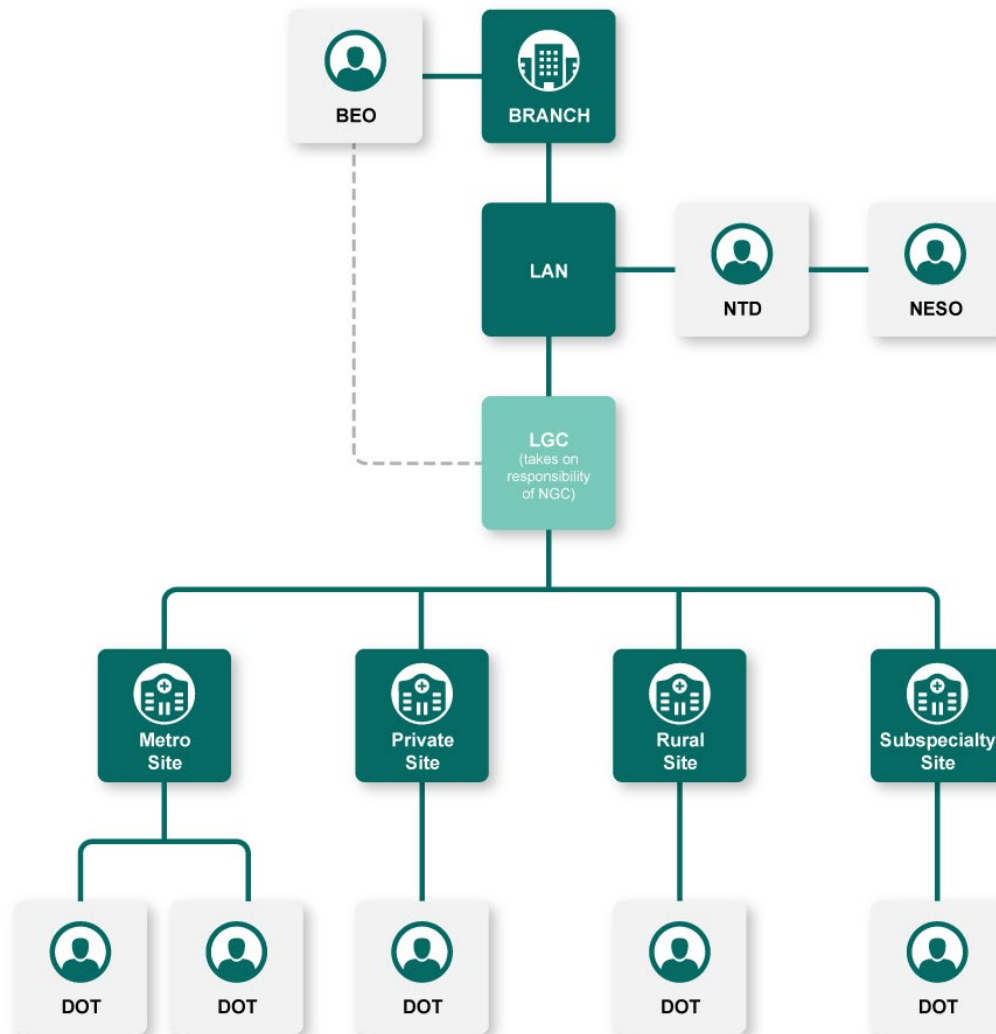 BEO
BRANCH
LAN
NTD
NESO
LGC
(takes on
responsibility
of NGC)
Metro
Site
Private
Site
Rural
Site
Subspecialty
Site
DOT
DOT
DOT
DOT
DOT